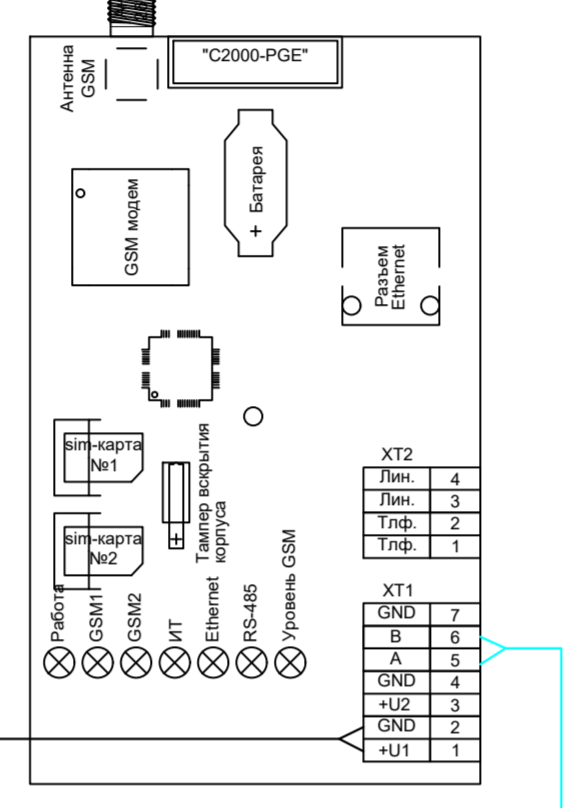 "С2000-PGE"
Антенна
GSM
Батарея
+
GSM модем
Разъем
Ethernet
sim-карта
№1
sim-карта
№2
Тампер вскрытия
корпуса
+
XT2
Лин. 4
Лин. 3
Тлф. 2
Тлф. 1
Работа
GSM1
GSM2
ИТ
Ethernet
RS-485
Уровень GSM
XT1
GND 7
B 6
A 5
GND 4
+U2 3
GND 2
+U1 1